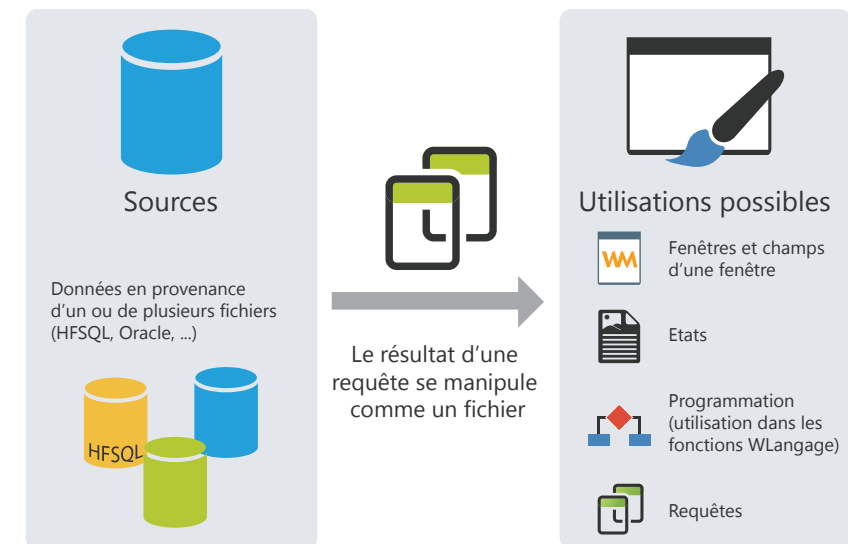 Sources
Données en provenance
d'un ou de plusieurs fichiers
(HFSQL, Oracle, ...)
HFSQL
Le résultat d'une
requête se manipule
comme un fichier
Utilisations possibles
WM
Fenêtres et champs
d'une fenêtre
Etats
Programmation
(utilisation dans les
fonctions WLangage)
Requêtes